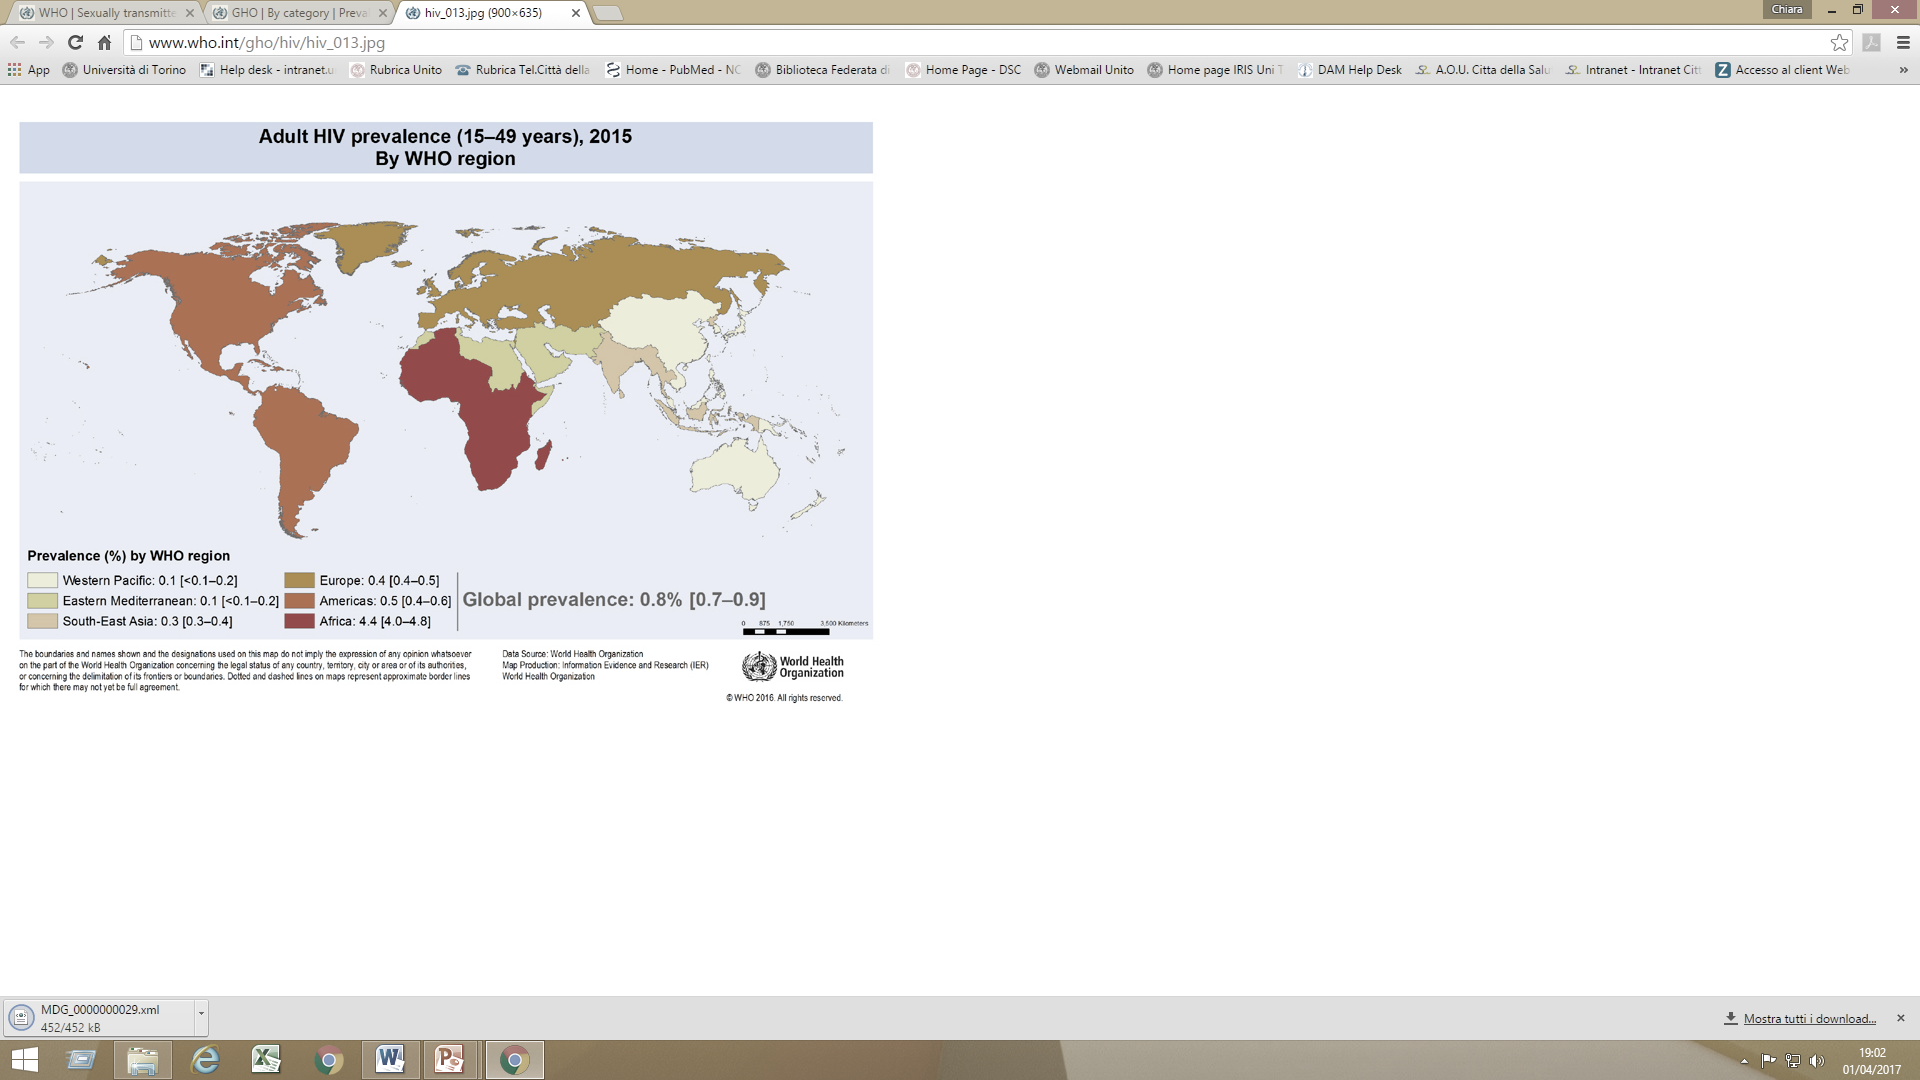 WHO | Sexually transmitte
GHO | By category | Preva
hiv_013.jpg (900×635)
Chiara
www.who.int/gho/hiv/hiv_013.jpg
App
Università di Torino
Help desk - intranet.u
Rubrica Unito
Rubrica Tel.Città della
Home - PubMed - NC
Biblioteca Federata di
Home Page - DSC
Webmail Unito
Home page IRIS Uni T
DAM Help Desk
A.O.U. Citta della Salu
Intranet - Intranet Citt
Accesso al client Web
»
Adult HIV prevalence (15–49 years), 2015
By WHO region
Prevalence (%) by WHO region
Western Pacific: 0.1 [<0.1–0.2]
Eastern Mediterranean: 0.1 [<0.1–0.2]
South-East Asia: 0.3 [0.3–0.4]
Europe: 0.4 [0.4–0.5]
Americas: 0.5 [0.4–0.6]
Africa: 4.4 [4.0–4.8]
Global prevalence: 0.8% [0.7–0.9]
0 875 1,750 3,500 Kilometers
The boundaries and names shown and the designations used on this map do not imply the expression of any opinion whatsoever
on the part of the World Health Organization concerning the legal status of any country, territory, city or area or of its authorities,
or concerning the delimitation of its frontiers or boundaries. Dotted and dashed lines on maps represent approximate border lines
for which there may not yet be full agreement.
Data Source: World Health Organization
Map Production: Information Evidence and Research (IER)
World Health Organization
World Health
Organization
© WHO 2016. All rights reserved.
MDG_0000000029.xml
452/452 kB
Mostra tutti i download...
19:02
01/04/2017